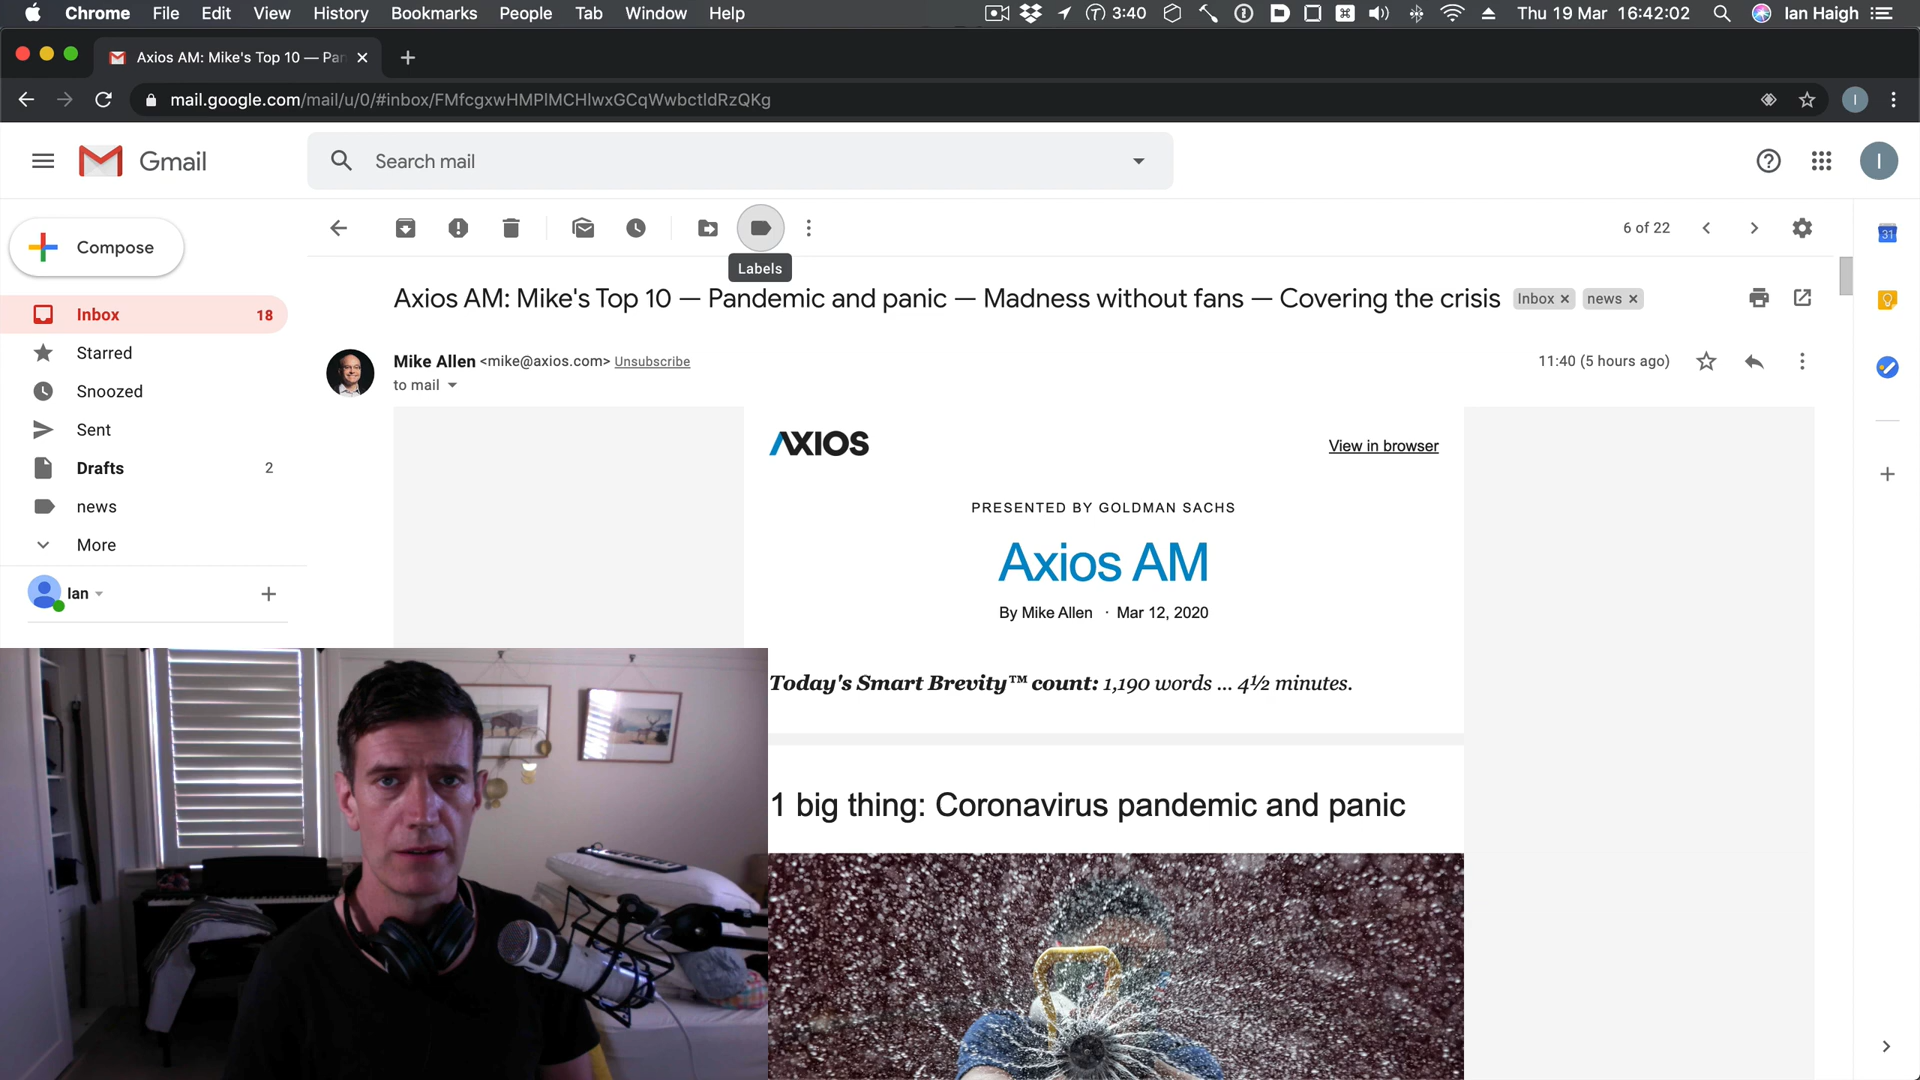 Chrome File Edit View History Bookmarks People Tab Window Help 3:40 Thu 19 Mar 16:42:02 Ian Haigh
Axios AM: Mike's Top 10 — Pan
mail.google.com/mail/u/0/#inbox/FMfcgxwHMPlMCHlwxGCqWwbctldRzQKg
Gmail
Search mail
I
Compose
6 of 22
31
Labels
Axios AM: Mike's Top 10 — Pandemic and panic — Madness without fans — Covering the crisis Inbox news
Inbox 18
Starred
Mike Allen <mike@axios.com> Unsubscribe
11:40 (5 hours ago)
to mail
Snoozed
Sent
Drafts 2
news
More
Ian
AXIOS
View in browser
PRESENTED BY GOLDMAN SACHS
Axios AM
By Mike Allen · Mar 12, 2020
Today's Smart Brevity™ count: 1,190 words ... 4½ minutes.
1 big thing: Coronavirus pandemic and panic